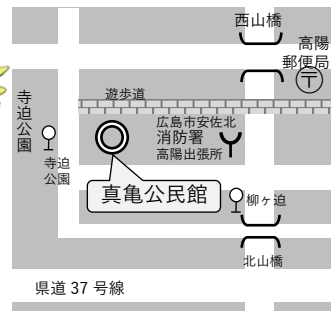 西山橋
高陽
郵便局
〒
遊歩道
寺迫公園
広島市安佐北
消防署
高陽出張所
寺迫
公園
真亀公民館
柳ヶ迫
北山橋
県道 37 号線